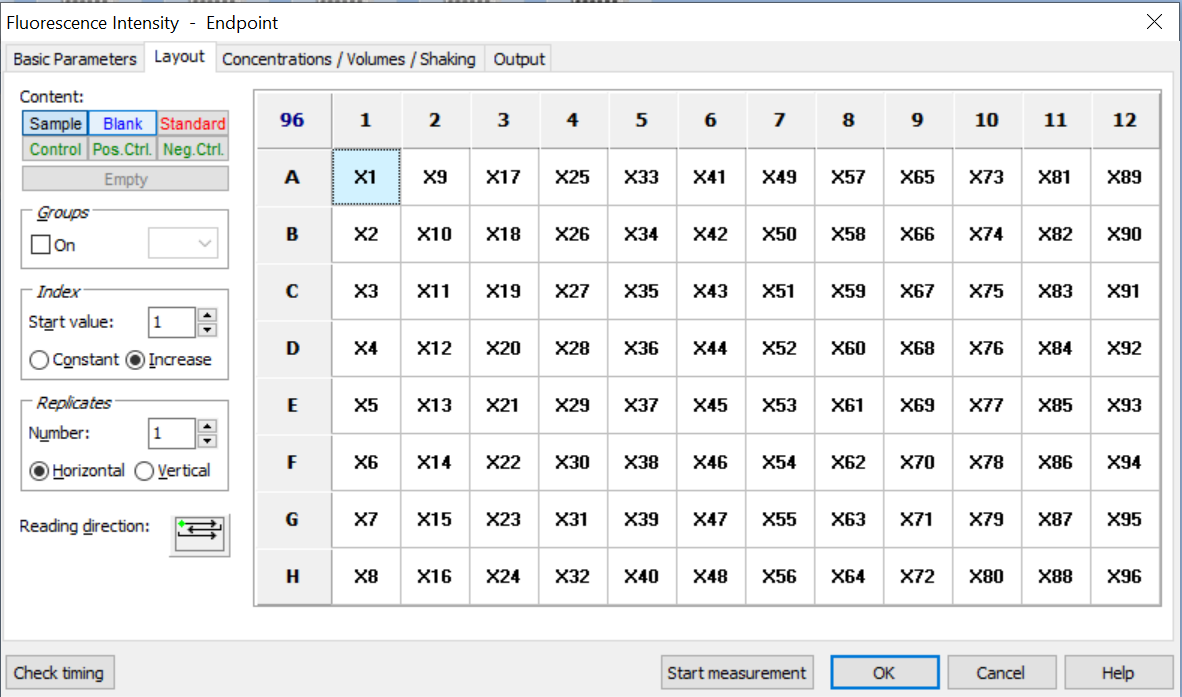 Fluorescence Intensity - Endpoint
Basic Parameters Layout Concentrations / Volumes / Shaking Output
Content:
Sample Blank Standard
Control Pos.Ctrl. Neg.Ctrl.
Empty
Groups
On
Index
Start value: 1
Constant Increase
Replicates
Number: 1
Horizontal Vertical
Reading direction:
96 1 2 3 4 5 6 7 8 9 10 11 12
A X1 X9 X17 X25 X33 X41 X49 X57 X65 X73 X81 X89
B X2 X10 X18 X26 X34 X42 X50 X58 X66 X74 X82 X90
C X3 X11 X19 X27 X35 X43 X51 X59 X67 X75 X83 X91
D X4 X12 X20 X28 X36 X44 X52 X60 X68 X76 X84 X92
E X5 X13 X21 X29 X37 X45 X53 X61 X69 X77 X85 X93
F X6 X14 X22 X30 X38 X46 X54 X62 X70 X78 X86 X94
G X7 X15 X23 X31 X39 X47 X55 X63 X71 X79 X87 X95
H X8 X16 X24 X32 X40 X48 X56 X64 X72 X80 X88 X96
Check timing Start measurement OK Cancel Help